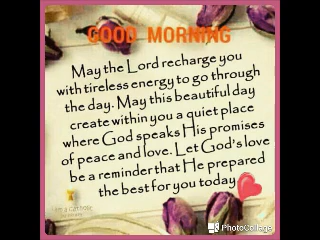 GOOD MORNING
May the Lord recharge you
with tireless energy to go through
the day. May this beautiful day
create within you a quiet place
where God speaks His promises
of peace and love. Let God's love
be a reminder that He prepared
the best for you today
I'm a Catholic
PhotoCollage